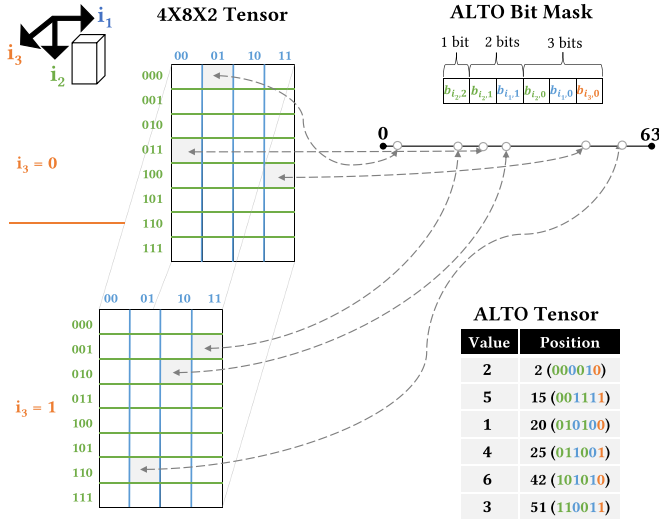 4X8X2 Tensor
ALTO Bit Mask
i1
i3
i2
1 bit 2 bits 3 bits
bi2,2 bi2,1 bi1,1 bi2,0 bi1,0 bi3,0
00 01 10 11
000
001
010
011
100
101
110
111
i3 = 0
0 63
00 01 10 11
000
001
010
011
100
101
110
111
i3 = 1
ALTO Tensor
Value Position
2 2 (000010)
5 15 (001111)
1 20 (010100)
4 25 (011001)
6 42 (101010)
3 51 (110011)